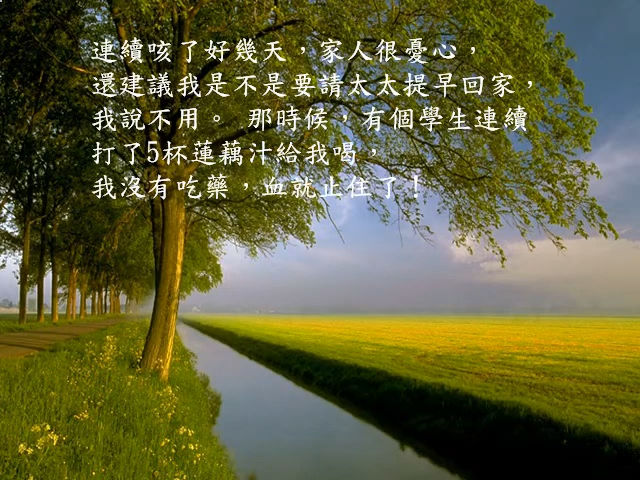 連續咳了好幾天，家人很憂心，
還建議我是不是要請太太提早回家，
我說不用。 那時候，有個學生連續
打了5杯蓮藕汁給我喝，
我沒有吃藥，血就止住了！